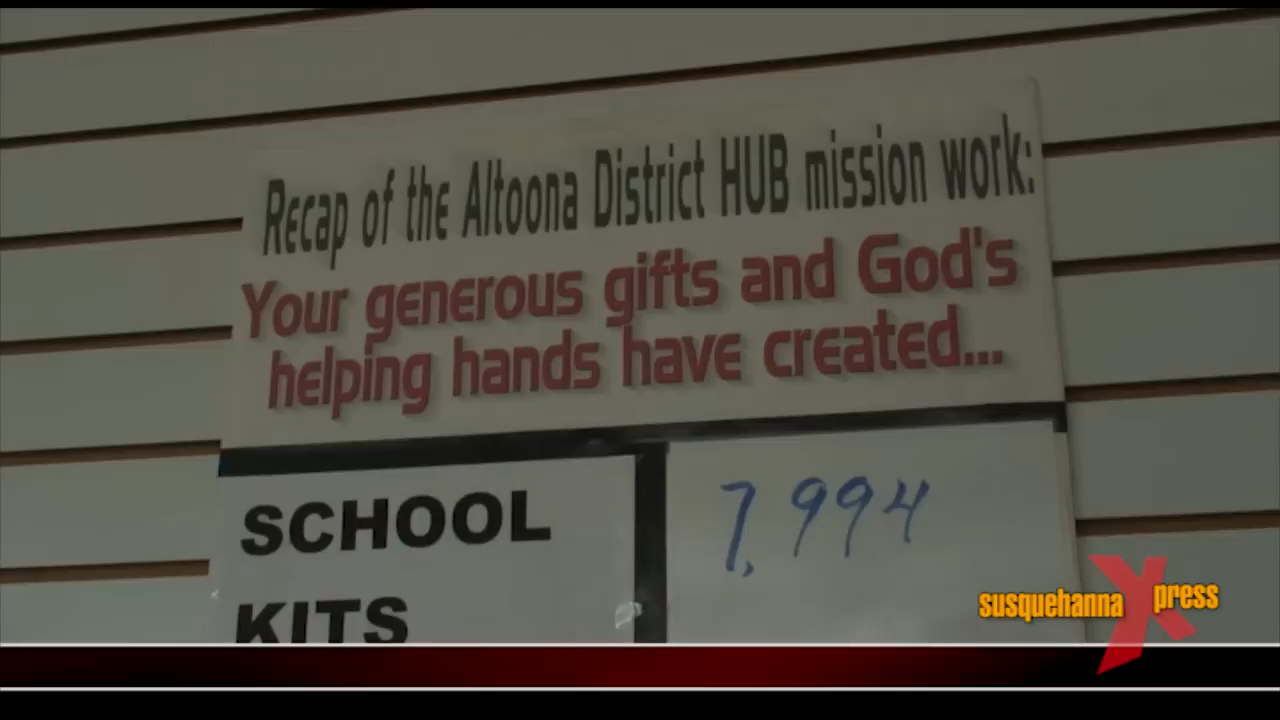 Recap of the Altoona District HUB mission work:
Your generous gifts and God's
helping hands have created...
SCHOOL
KITS
7,994
susquehanna Xpress